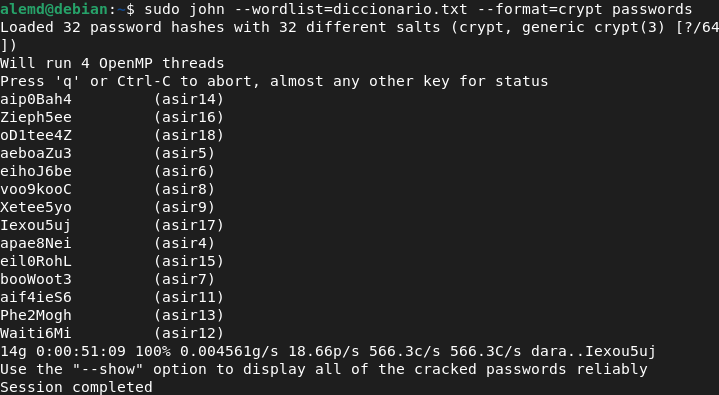 alemd@debian:~$ sudo john --wordlist=diccionario.txt --format=crypt passwords
Loaded 32 password hashes with 32 different salts (crypt, generic crypt(3) [?/64
])
Will run 4 OpenMP threads
Press 'q' or Ctrl-C to abort, almost any other key for status
aip0Bah4         (asir14)
Zieph5ee         (asir16)
oD1tee4Z         (asir18)
aeboaZu3         (asir5)
eihoJ6be         (asir6)
voo9kooC         (asir8)
Xetee5yo         (asir9)
Iexou5uj         (asir17)
apae8Nei         (asir4)
eil0RohL         (asir15)
booWoot3         (asir7)
aif4ieS6         (asir11)
Phe2Mogh         (asir13)
Waiti6Mi         (asir12)
14g 0:00:51:09 100% 0.004561g/s 18.66p/s 566.3c/s 566.3C/s dara..Iexou5uj
Use the "--show" option to display all of the cracked passwords reliably
Session completed